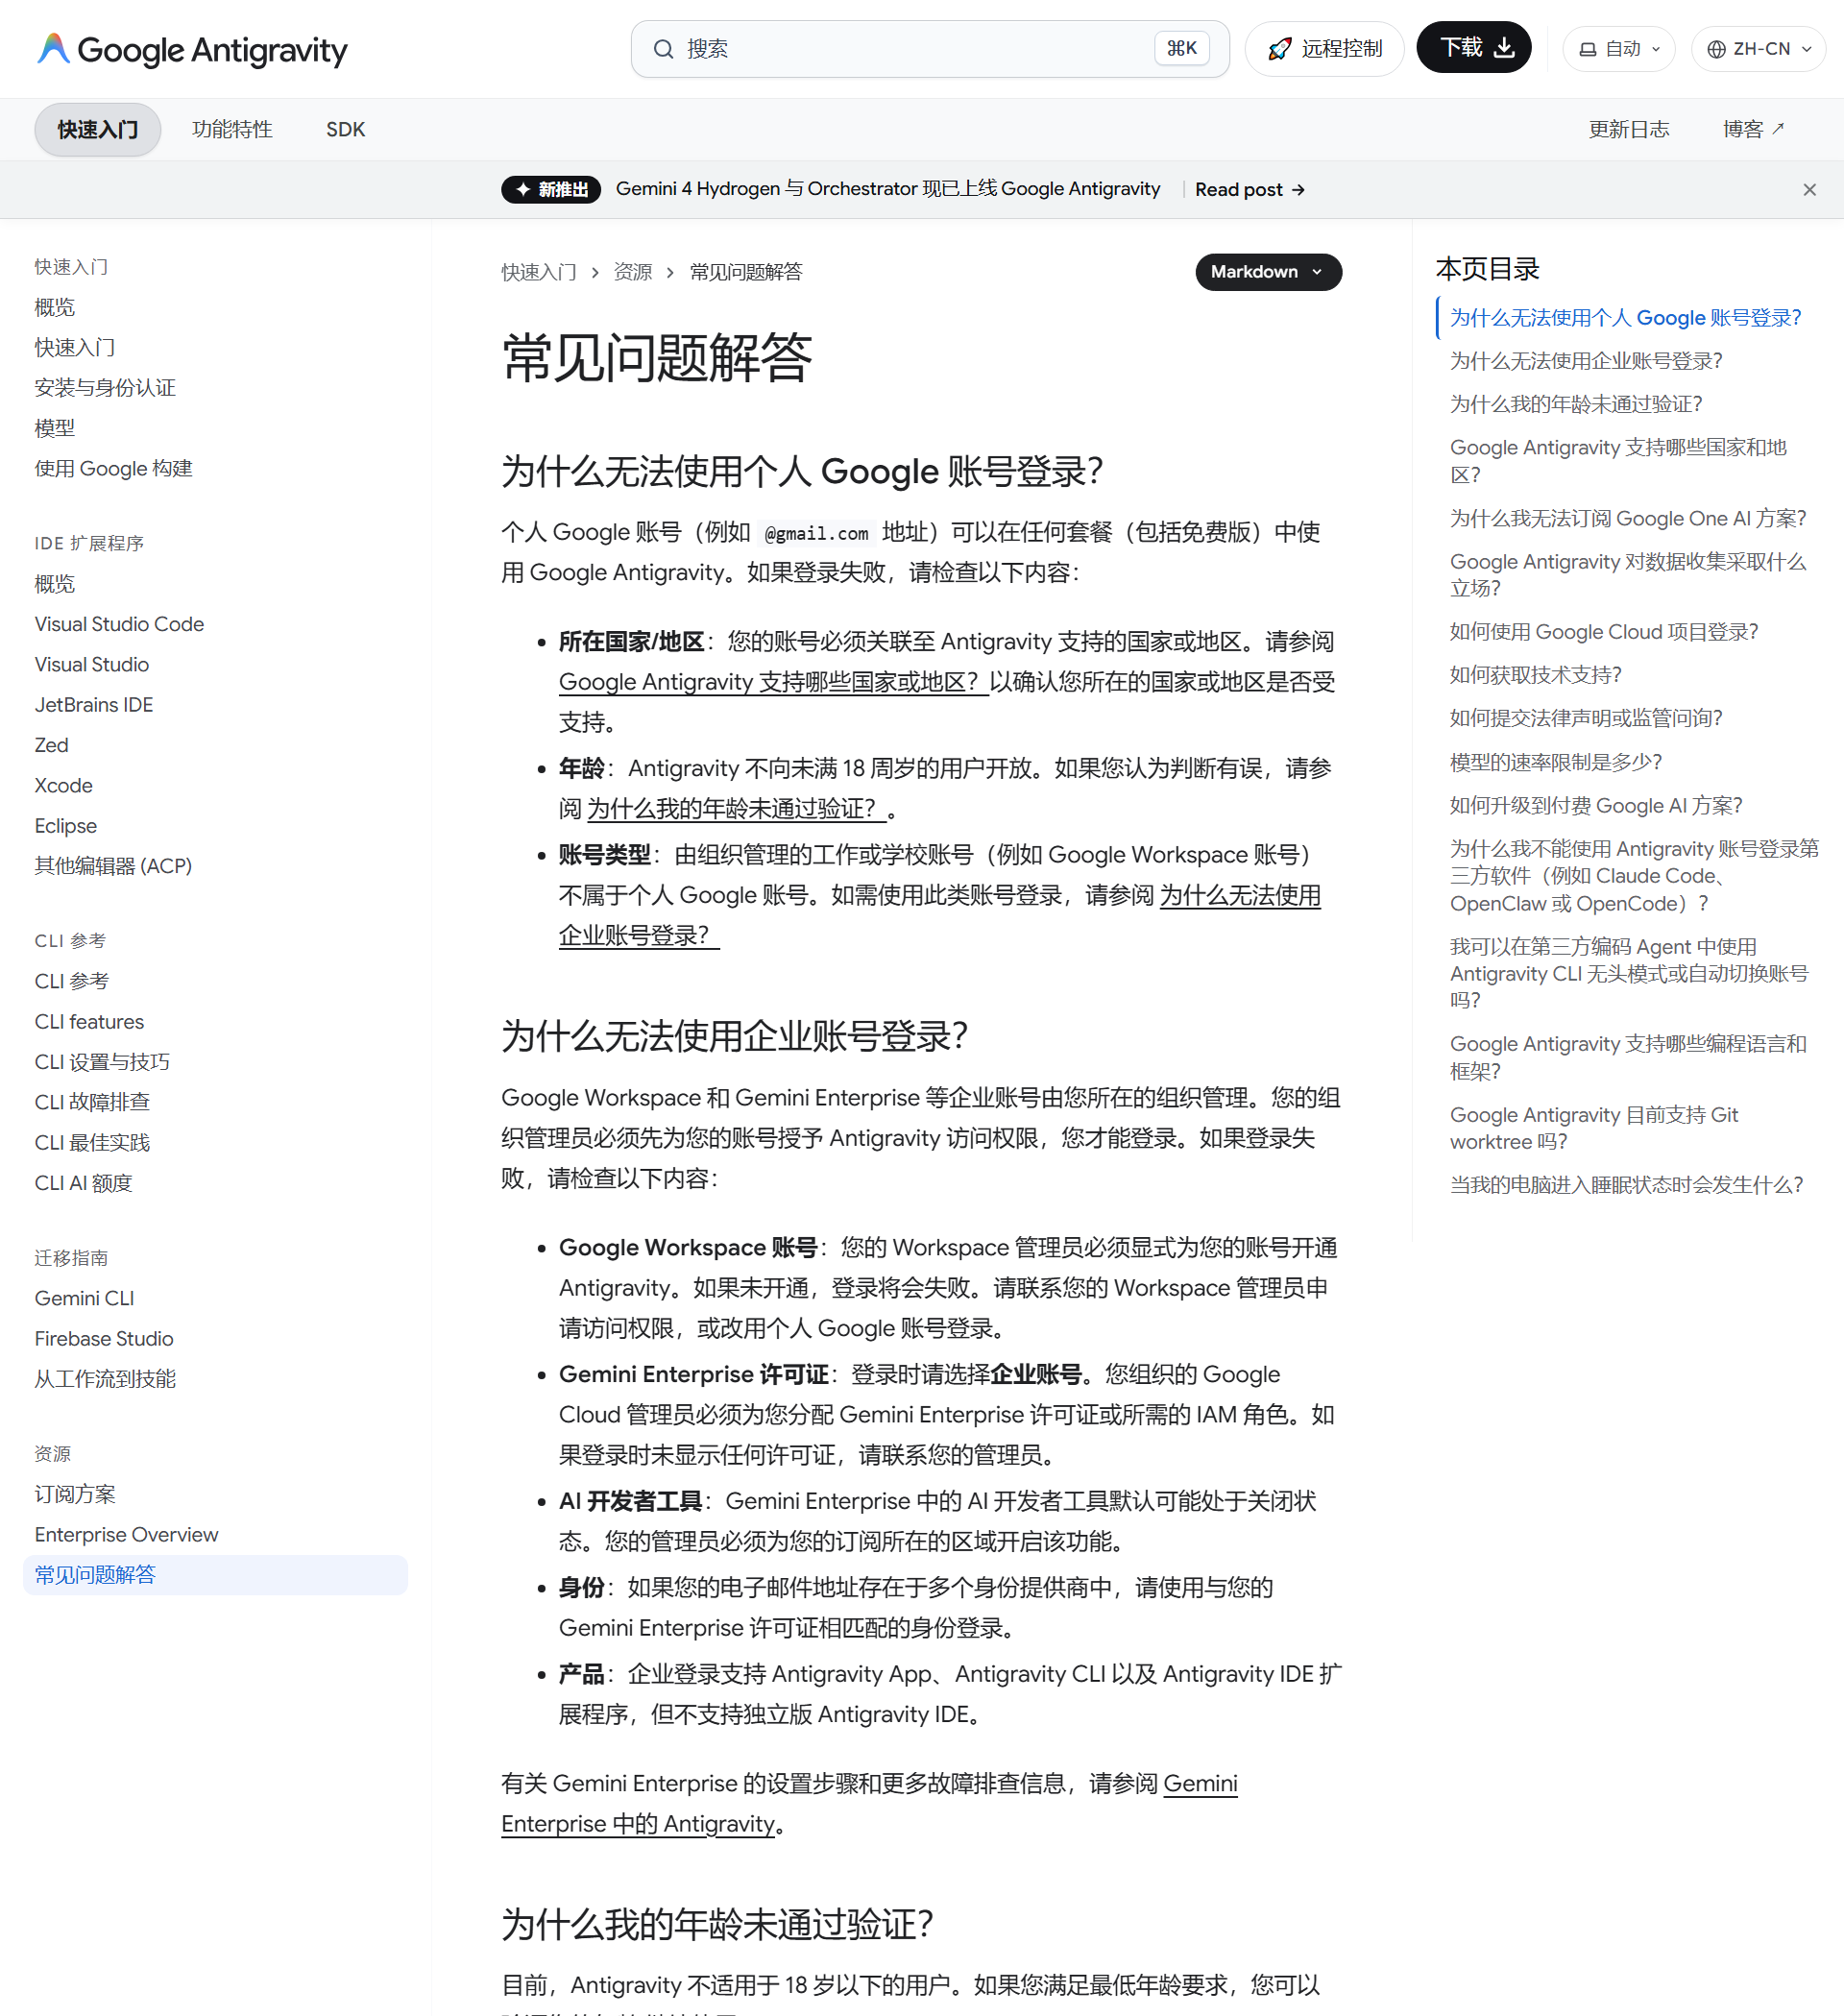 Google Antigravity
搜索
⌘K
远程控制
下载
自动
ZH-CN
快速入门
功能特性
SDK
更新日志
博客 ↗
新推出
Gemini 4 Hydrogen 与 Orchestrator 现已上线 Google Antigravity
Read post →
快速入门
概览
快速入门
安装与身份认证
模型
使用 Google 构建
IDE 扩展程序
概览
Visual Studio Code
Visual Studio
JetBrains IDE
Zed
Xcode
Eclipse
其他编辑器 (ACP)
CLI 参考
CLI 参考
CLI features
CLI 设置与技巧
CLI 故障排查
CLI 最佳实践
CLI AI 额度
迁移指南
Gemini CLI
Firebase Studio
从工作流到技能
资源
订阅方案
Enterprise Overview
常见问题解答
快速入门 > 资源 > 常见问题解答
Markdown
常见问题解答
为什么无法使用个人 Google 账号登录？
个人 Google 账号（例如 @gmail.com 地址）可以在任何套餐（包括免费版）中使
用 Google Antigravity。如果登录失败，请检查以下内容：
• 所在国家/地区：您的账号必须关联至 Antigravity 支持的国家或地区。请参阅
Google Antigravity 支持哪些国家或地区？以确认您所在的国家或地区是否受
支持。
• 年龄：Antigravity 不向未满 18 周岁的用户开放。如果您认为判断有误，请参
阅 为什么我的年龄未通过验证？。
• 账号类型：由组织管理的工作或学校账号（例如 Google Workspace 账号）
不属于个人 Google 账号。如需使用此类账号登录，请参阅 为什么无法使用
企业账号登录？
为什么无法使用企业账号登录？
Google Workspace 和 Gemini Enterprise 等企业账号由您所在的组织管理。您的组
织管理员必须先为您的账号授予 Antigravity 访问权限，您才能登录。如果登录失
败，请检查以下内容：
• Google Workspace 账号：您的 Workspace 管理员必须显式为您的账号开通
Antigravity。如果未开通，登录将会失败。请联系您的 Workspace 管理员申
请访问权限，或改用个人 Google 账号登录。
• Gemini Enterprise 许可证：登录时请选择企业账号。您组织的 Google
Cloud 管理员必须为您分配 Gemini Enterprise 许可证或所需的 IAM 角色。如
果登录时未显示任何许可证，请联系您的管理员。
• AI 开发者工具：Gemini Enterprise 中的 AI 开发者工具默认可能处于关闭状
态。您的管理员必须为您的订阅所在的区域开启该功能。
• 身份：如果您的电子邮件地址存在于多个身份提供商中，请使用与您的
Gemini Enterprise 许可证相匹配的身份登录。
• 产品：企业登录支持 Antigravity App、Antigravity CLI 以及 Antigravity IDE 扩
展程序，但不支持独立版 Antigravity IDE。
有关 Gemini Enterprise 的设置步骤和更多故障排查信息，请参阅 Gemini
Enterprise 中的 Antigravity。
为什么我的年龄未通过验证？
目前，Antigravity 不适用于 18 岁以下的用户。如果您满足最低年龄要求，您可以
本页目录
为什么无法使用个人 Google 账号登录？
为什么无法使用企业账号登录？
为什么我的年龄未通过验证？
Google Antigravity 支持哪些国家和地
区？
为什么我无法订阅 Google One AI 方案？
Google Antigravity 对数据收集采取什么
立场？
如何使用 Google Cloud 项目登录？
如何获取技术支持？
如何提交法律声明或监管问询？
模型的速率限制是多少？
如何升级到付费 Google AI 方案？
为什么我不能使用 Antigravity 账号登录第
三方软件（例如 Claude Code、
OpenClaw 或 OpenCode）？
我可以在第三方编码 Agent 中使用
Antigravity CLI 无头模式或自动切换账号
吗？
Google Antigravity 支持哪些编程语言和
框架？
Google Antigravity 目前支持 Git
worktree 吗？
当我的电脑进入睡眠状态时会发生什么？